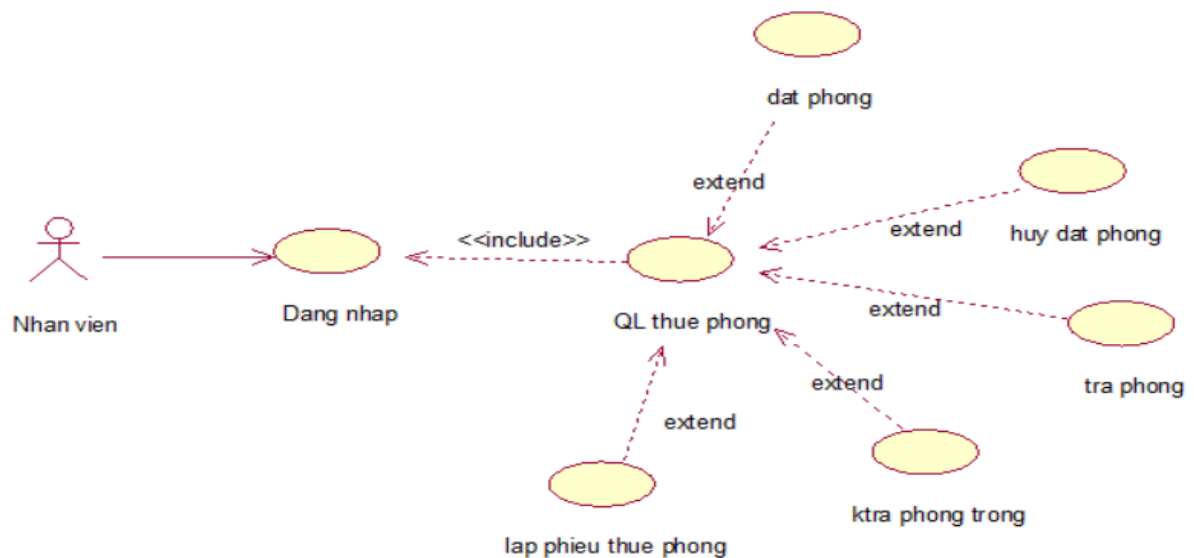 dat phong
extend
huy dat phong
extend
<<include>>
Nhan vien
Dang nhap
QL thue phong
extend
tra phong
extend
extend
ktra phong trong
lap phieu thue phong